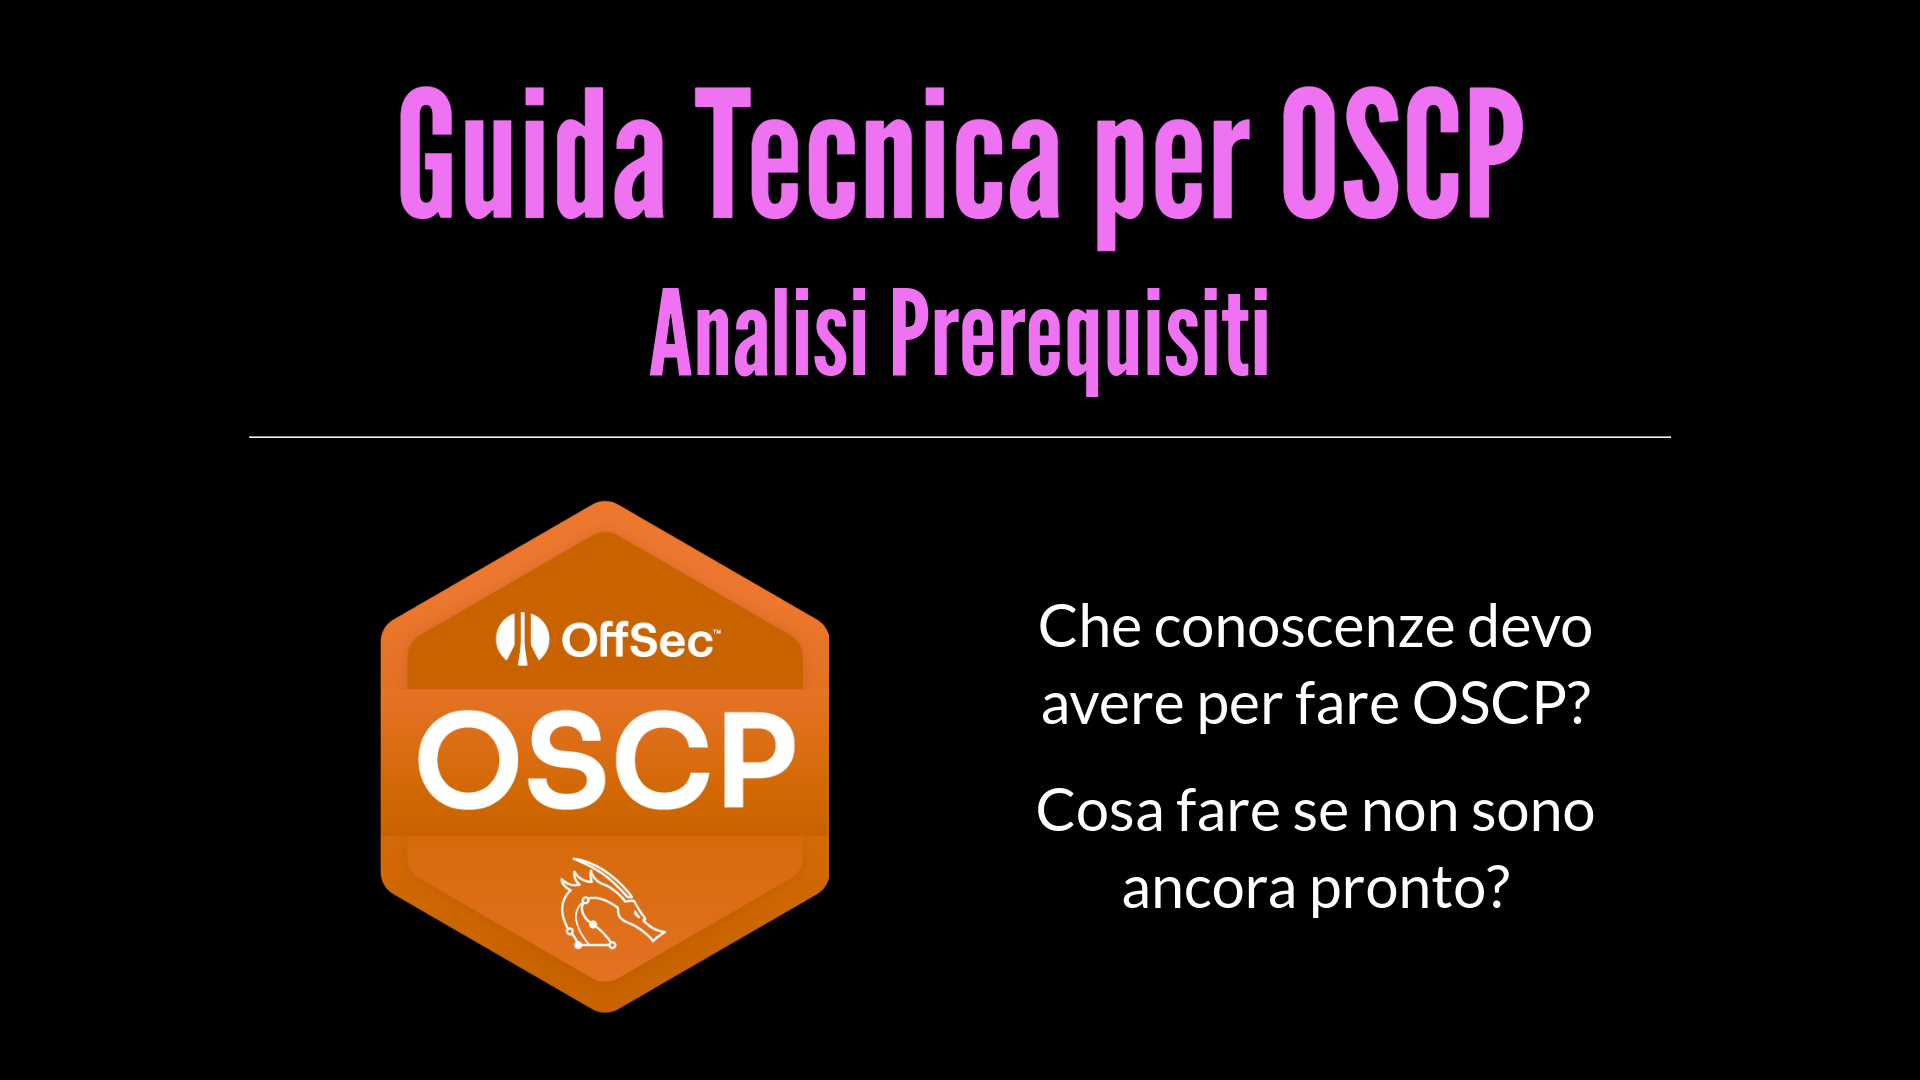 Guida Tecnica per OSCP
Analisi Prerequisiti
OffSec™
OSCP
Che conoscenze devo
avere per fare OSCP?
Cosa fare se non sono
ancora pronto?